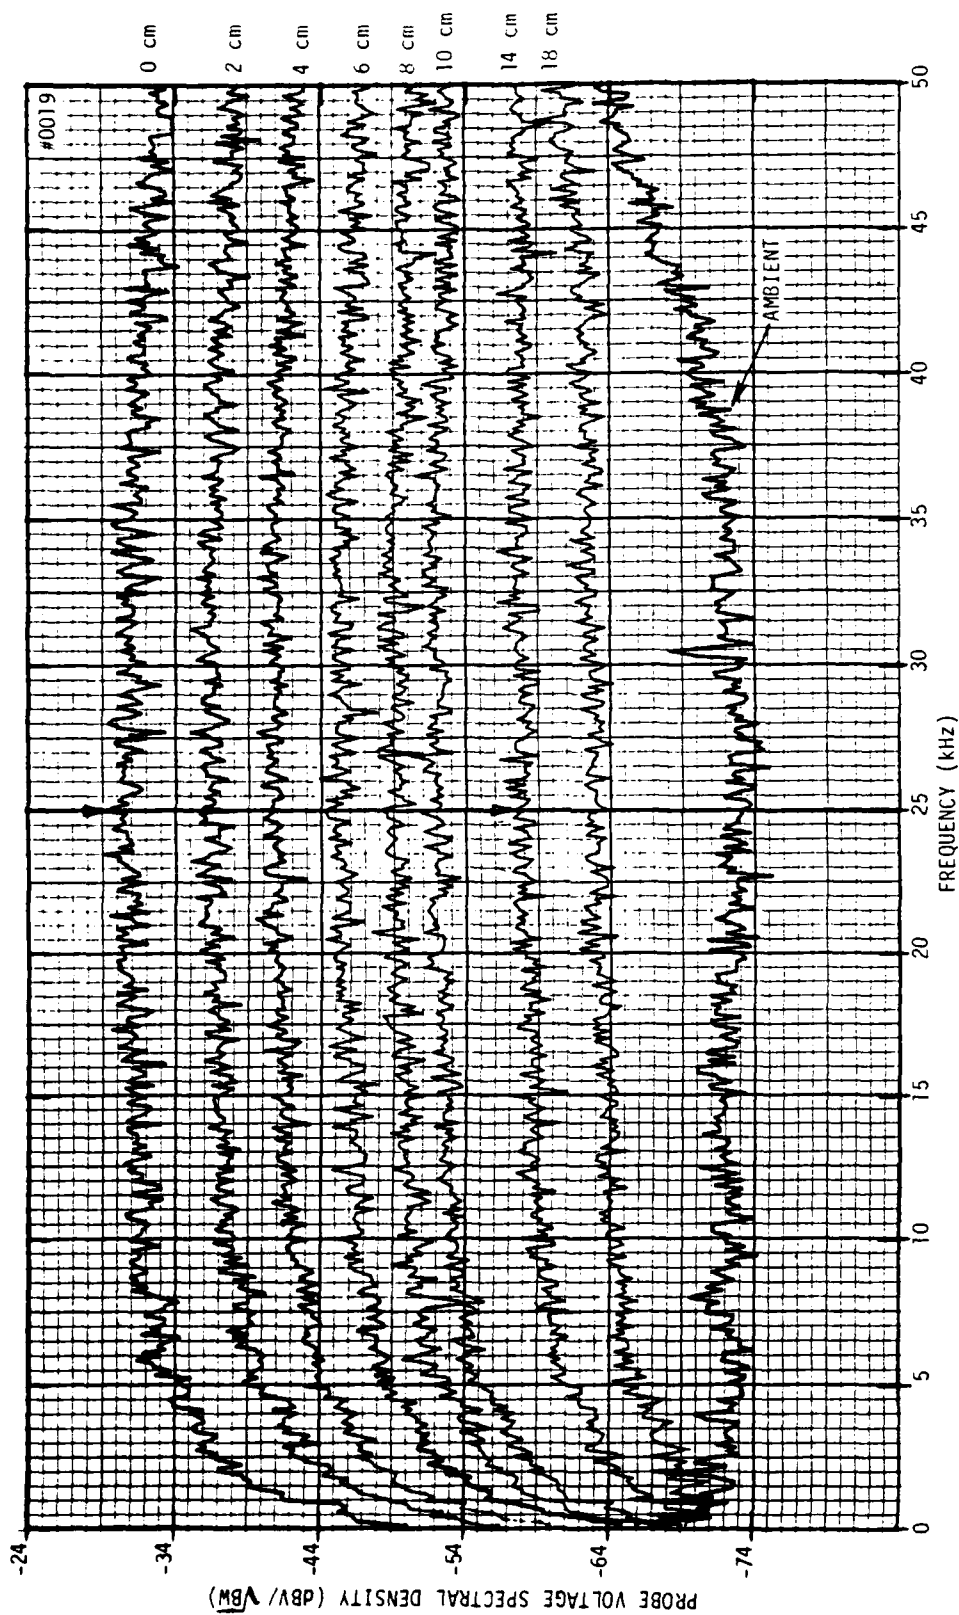 #0019
0 cm
2 cm
4 cm
6 cm
8 cm
10 cm
14 cm
18 cm
AMBIENT
-24
-34
-44
-54
-64
-74
PROBE VOLTAGE SPECTRAL DENSITY (dBV/√BW)
0
5
10
15
20
25
30
35
40
45
50
FREQUENCY (kHz)